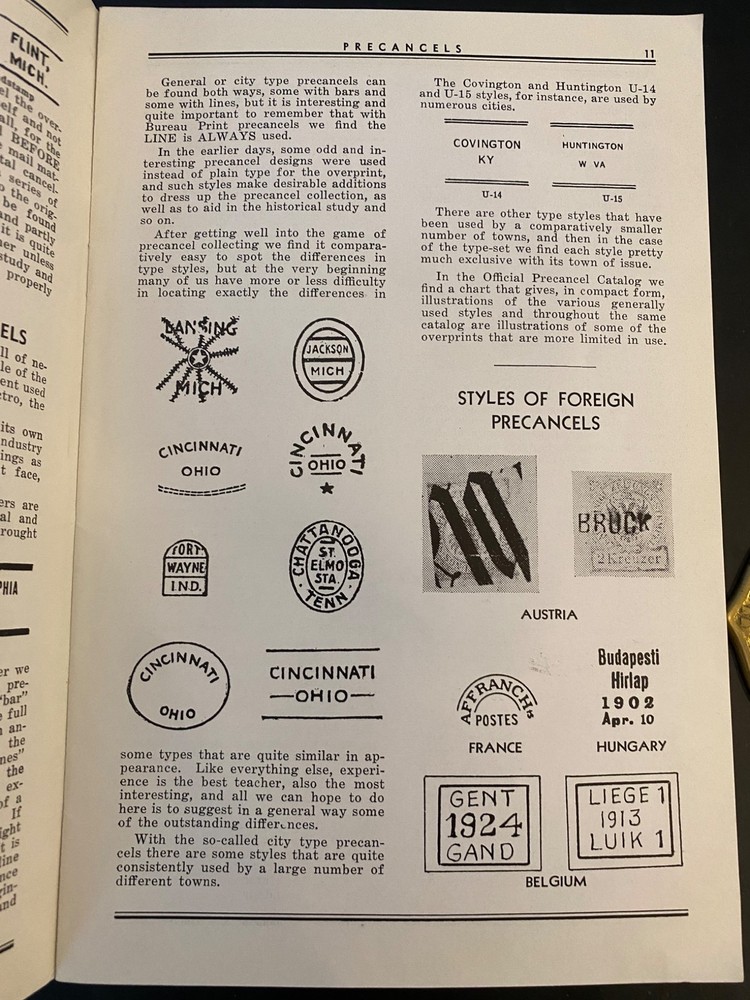 FLINT,
MICH.
PRECANCELS
11
General or city type precancels can
be found both ways, some with bars and
some with lines, but it is interesting and
quite important to remember that with
Bureau Print precancels we find the
LINE is ALWAYS used.
In the earlier days, some odd and in-
teresting precancel designs were used
instead of plain type for the overprint,
and such styles make desirable additions
to dress up the precancel collection, as
well as to aid in the historical study and
so on.
After getting well into the game of
precancel collecting we find it compara-
tively easy to spot the differences in
type styles, but at the very beginning
many of us have more or less difficulty
in locating exactly the differences in
LANSING
MICH
JACKSON
MICH.
CINCINNATI
OHIO
CINCINNATI
OHIO
FORT
WAYNE
IND.
CHATTANOOGA
ST.
ELMO
STA.
TENN.
CINCINNATI
OHIO
CINCINNATI
OHIO
some types that are quite similar in ap-
pearance. Like everything else, experi-
ence is the best teacher, also the most
interesting, and all we can hope to do
here is to suggest in a general way some
of the outstanding differences.
With the so-called city type precan-
cels there are some styles that are quite
consistently used by a large number of
different towns.
The Covington and Huntington U-14
and U-15 styles, for instance, are used by
numerous cities.
COVINGTON
KY
U-14
HUNTINGTON
W VA
U-15
There are other type styles that have
been used by a comparatively smaller
number of towns, and then in the case
of the type-set we find each style pretty
much exclusive with its town of issue.
In the Official Precancel Catalog we
find a chart that gives, in compact form,
illustrations of the various generally
used styles and throughout the same
catalog are illustrations of some of the
overprints that are more limited in use.
STYLES OF FOREIGN
PRECANCELS
BRUCK
2 Kreuzer
AUSTRIA
AFFRANCHts
POSTES
FRANCE
Budapesti
Hirlap
1902
Apr. 10
HUNGARY
GENT
1924
GAND
LIEGE 1
1913
LUIK 1
BELGIUM